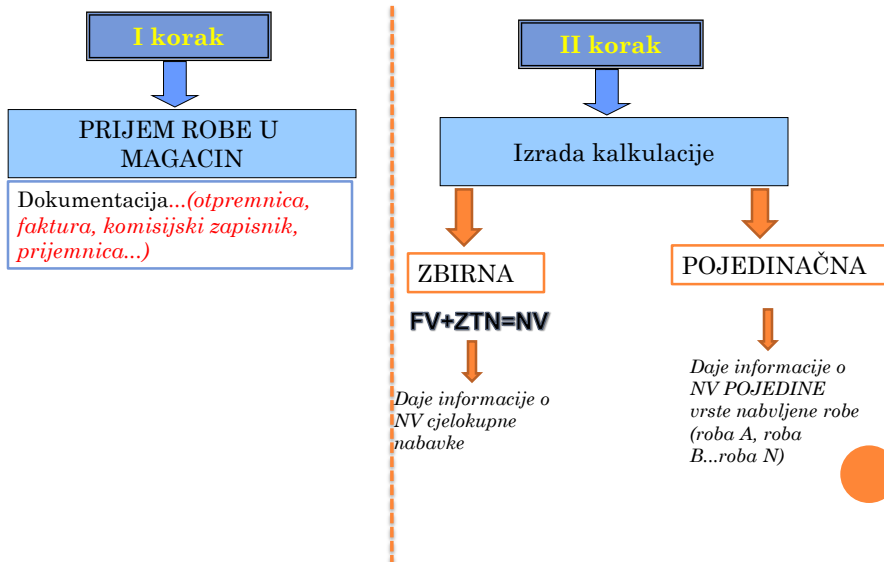 I korak
PRIJEM ROBE U
MAGACIN
Dokumentacija...(otpremnica,
faktura, komisijski zapisnik,
prijemnica...)
II korak
Izrada kalkulacije
ZBIRNA
FV+ZTN=NV
Daje informacije o
NV cjelokupne
nabavke
POJEDINAČNA
Daje informacije o
NV POJEDINE
vrste nabvljene robe
(roba A, roba
B...roba N)